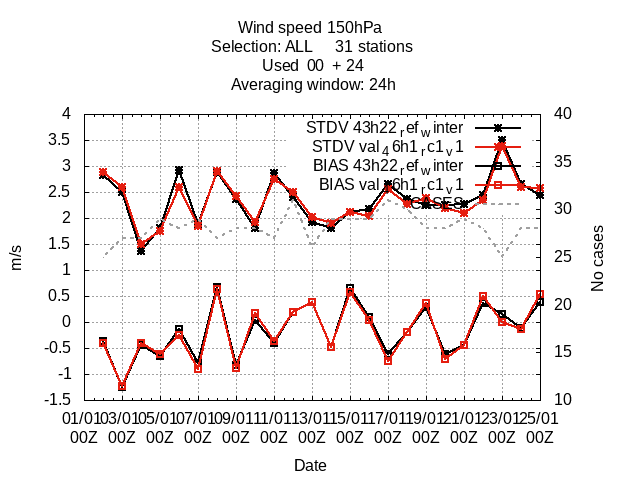 Wind speed 150hPa
Selection: ALL 31 stations
Used 00 + 24
Averaging window: 24h
STDV 43h22_ref_winter
STDV val_46h1_rc1_v1
BIAS 43h22_ref_winter
BIAS val_46h1_rc1_v1
CASES
4
3.5
3
2.5
2
1.5
1
0.5
0
-0.5
-1
-1.5
m/s
40
35
30
25
20
15
10
No cases
01/01 03/01 05/01 07/01 09/01 11/01 13/01 15/01 17/01 19/01 21/01 23/01 25/01
00Z 00Z 00Z 00Z 00Z 00Z 00Z 00Z 00Z 00Z 00Z 00Z 00Z
Date